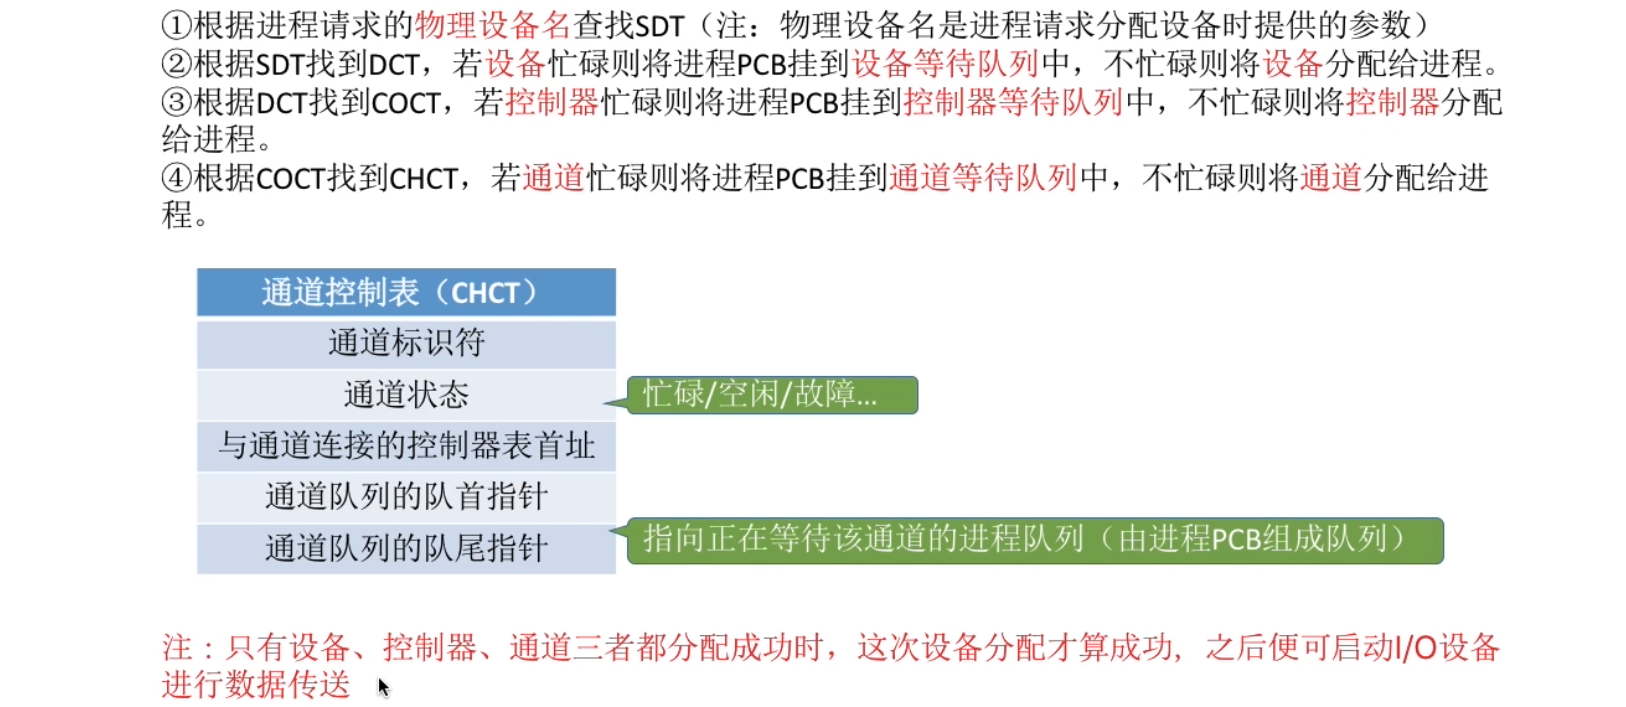 ①根据进程请求的物理设备名查找SDT（注：物理设备名是进程请求分配设备时提供的参数）
②根据SDT找到DCT，若设备忙碌则将进程PCB挂到设备等待队列中，不忙碌则将设备分配给进程。
③根据DCT找到COCT，若控制器忙碌则将进程PCB挂到控制器等待队列中，不忙碌则将控制器分配
给进程。
④根据COCT找到CHCT，若通道忙碌则将进程PCB挂到通道等待队列中，不忙碌则将通道分配给进
程。
通道控制表（CHCT）
通道标识符
通道状态
忙碌/空闲/故障...
与通道连接的控制器表首址
通道队列的队首指针
通道队列的队尾指针
指向正在等待该通道的进程队列（由进程PCB组成队列）
注：只有设备、控制器、通道三者都分配成功时，这次设备分配才算成功，之后便可启动I/O设备
进行数据传送